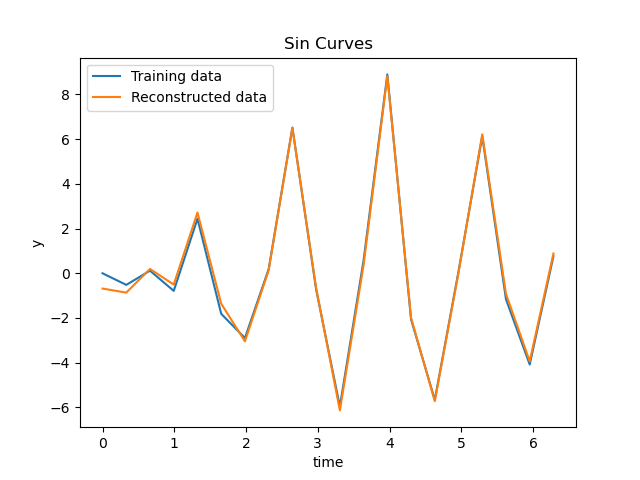 Sin Curves
Training data
Reconstructed data
8
6
4
2
0
−2
−4
−6
y
0 1 2 3 4 5 6
time